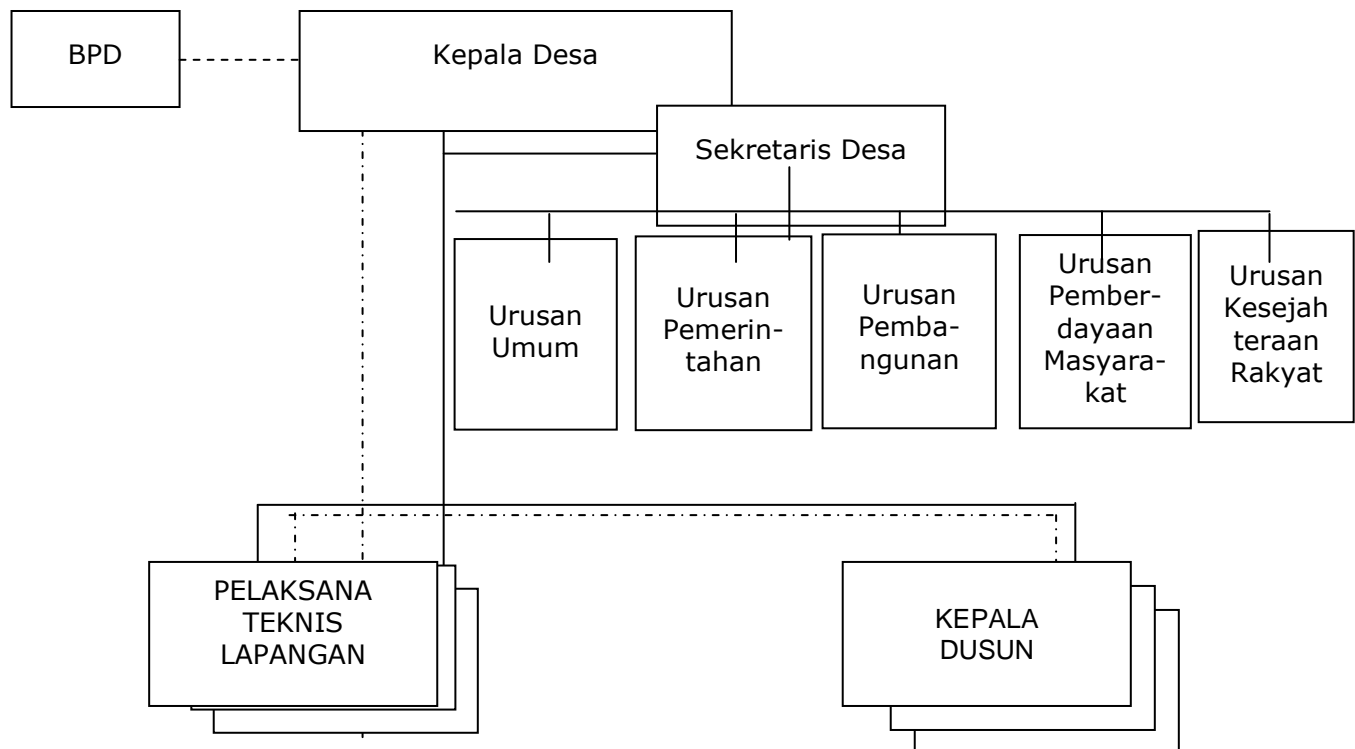 BPD
Kepala Desa
Sekretaris Desa
Urusan
Umum
Urusan
Pemerin-
tahan
Urusan
Pemba-
ngunan
Urusan
Pember-
dayaan
Masyara-
kat
Urusan
Kesejah
teraan
Rakyat
PELAKSANA
TEKNIS
LAPANGAN
KEPALA
DUSUN